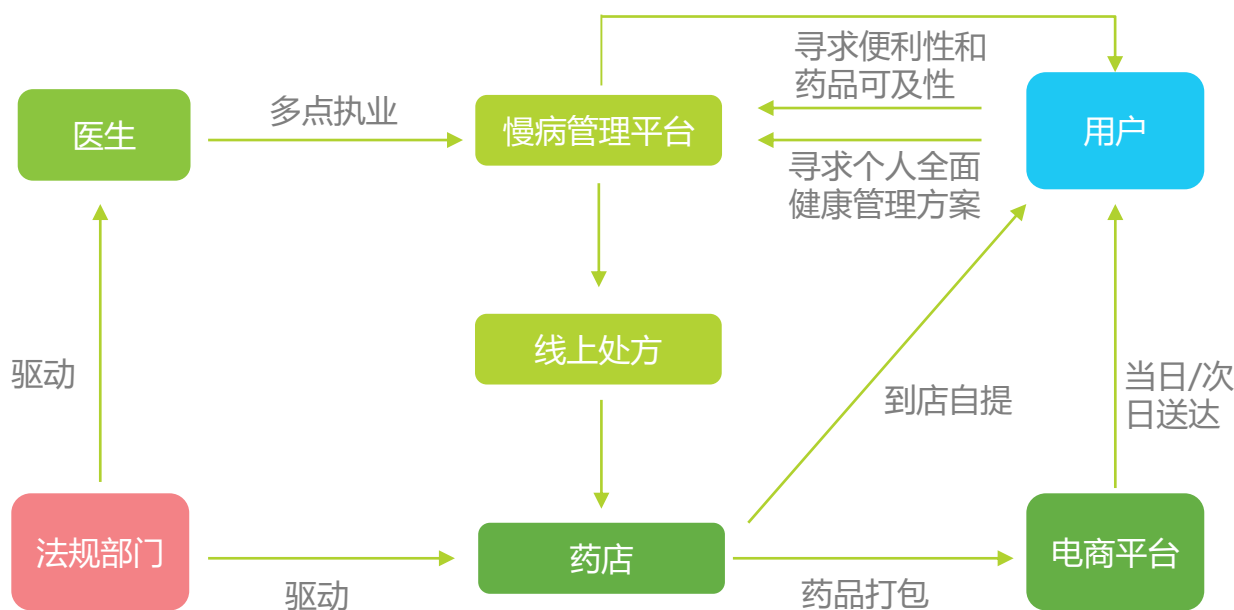 寻求便利性和
药品可及性
医生
多点执业
慢病管理平台
用户
寻求个人全面
健康管理方案
线上处方
驱动
到店自提
当日/次
日送达
法规部门
驱动
药店
药品打包
电商平台